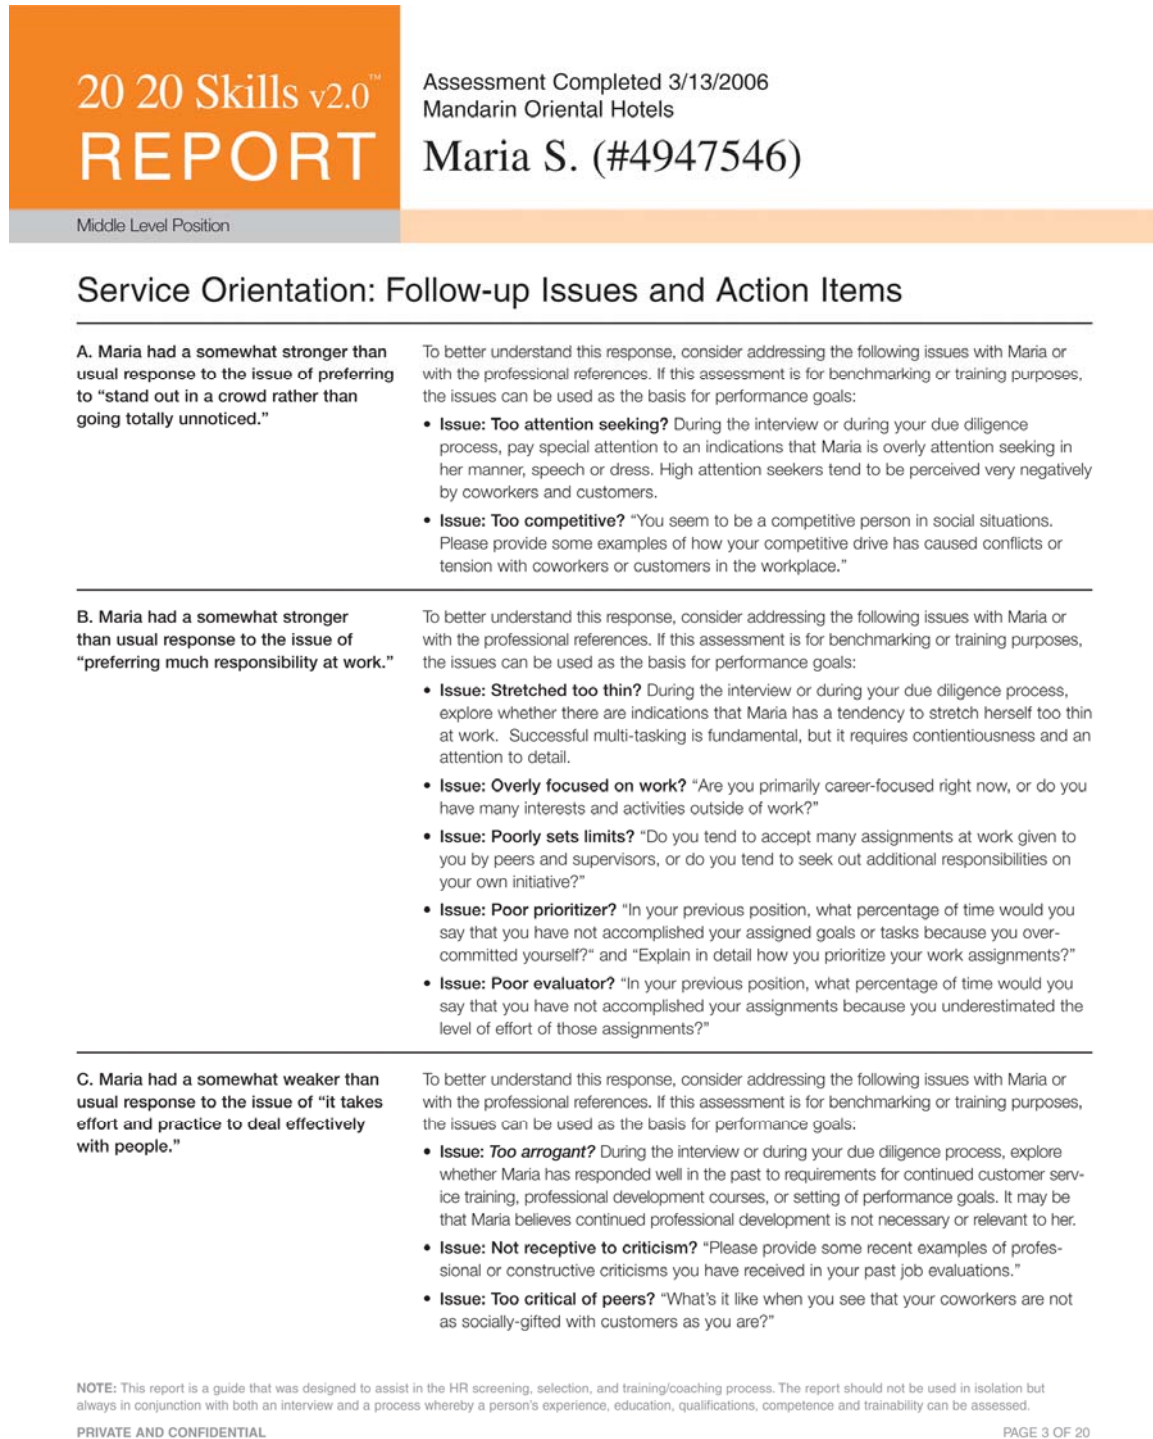 20 20 Skills v2.0™
REPORT
Assessment Completed 3/13/2006
Mandarin Oriental Hotels
Maria S. (#4947546)
Middle Level Position
Service Orientation: Follow-up Issues and Action Items
A. Maria had a somewhat stronger than
usual response to the issue of preferring
to “stand out in a crowd rather than
going totally unnoticed.”
To better understand this response, consider addressing the following issues with Maria or
with the professional references. If this assessment is for benchmarking or training purposes,
the issues can be used as the basis for performance goals:
• Issue: Too attention seeking? During the interview or during your due diligence
process, pay special attention to an indications that Maria is overly attention seeking in
her manner, speech or dress. High attention seekers tend to be perceived very negatively
by coworkers and customers.
• Issue: Too competitive? “You seem to be a competitive person in social situations.
Please provide some examples of how your competitive drive has caused conflicts or
tension with coworkers or customers in the workplace.”
B. Maria had a somewhat stronger
than usual response to the issue of
“preferring much responsibility at work.”
To better understand this response, consider addressing the following issues with Maria or
with the professional references. If this assessment is for benchmarking or training purposes,
the issues can be used as the basis for performance goals:
• Issue: Stretched too thin? During the interview or during your due diligence process,
explore whether there are indications that Maria has a tendency to stretch herself too thin
at work. Successful multi-tasking is fundamental, but it requires contientiousness and an
attention to detail.
• Issue: Overly focused on work? “Are you primarily career-focused right now, or do you
have many interests and activities outside of work?”
• Issue: Poorly sets limits? “Do you tend to accept many assignments at work given to
you by peers and supervisors, or do you tend to seek out additional responsibilities on
your own initiative?”
• Issue: Poor prioritizer? “In your previous position, what percentage of time would you
say that you have not accomplished your assigned goals or tasks because you over-
committed yourself?“ and “Explain in detail how you prioritize your work assignments?”
• Issue: Poor evaluator? “In your previous position, what percentage of time would you
say that you have not accomplished your assignments because you underestimated the
level of effort of those assignments?”
C. Maria had a somewhat weaker than
usual response to the issue of “it takes
effort and practice to deal effectively
with people.”
To better understand this response, consider addressing the following issues with Maria or
with the professional references. If this assessment is for benchmarking or training purposes,
the issues can be used as the basis for performance goals:
• Issue: Too arrogant? During the interview or during your due diligence process, explore
whether Maria has responded well in the past to requirements for continued customer serv-
ice training, professional development courses, or setting of performance goals. It may be
that Maria believes continued professional development is not necessary or relevant to her.
• Issue: Not receptive to criticism? “Please provide some recent examples of profes-
sional or constructive criticisms you have received in your past job evaluations.”
• Issue: Too critical of peers? “What’s it like when you see that your coworkers are not
as socially-gifted with customers as you are?”
NOTE: This report is a guide that was designed to assist in the HR screening, selection, and training/coaching process. The report should not be used in isolation but
always in conjunction with both an interview and a process whereby a person’s experience, education, qualifications, competence and trainability can be assessed.
PRIVATE AND CONFIDENTIAL
PAGE 3 OF 20